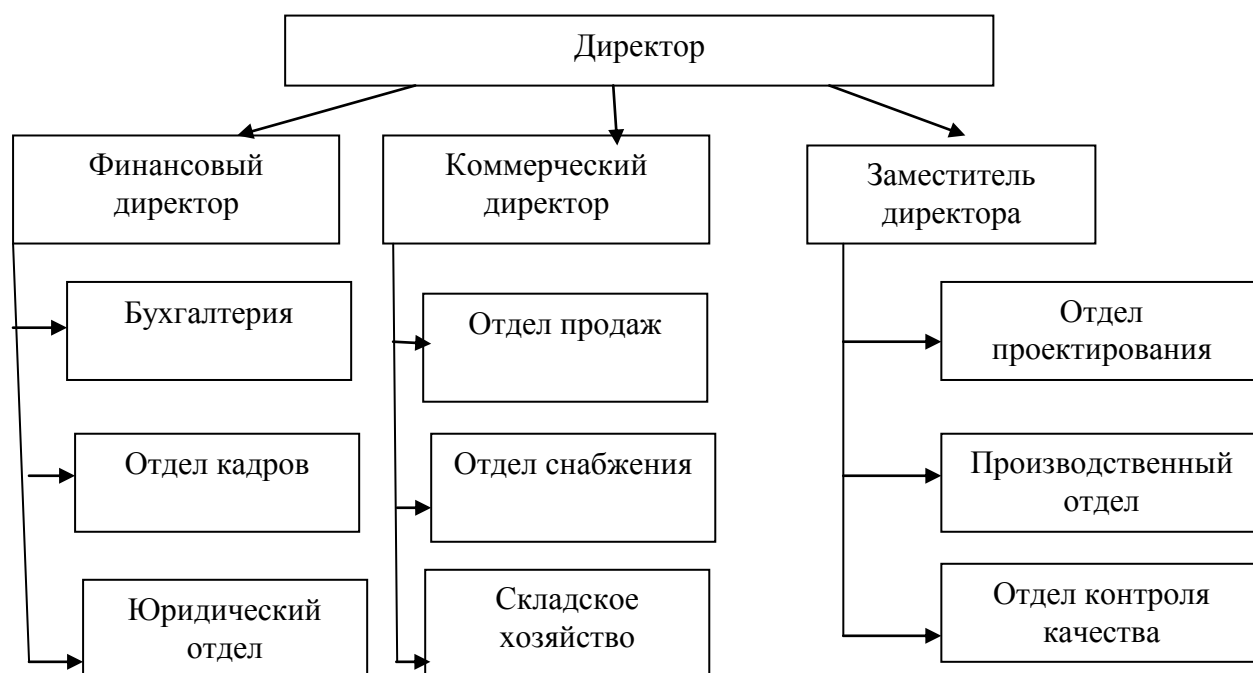 Директор
Финансовый
директор
Коммерческий
директор
Заместитель
директора
Бухгалтерия
Отдел продаж
Отдел
проектирования
Отдел кадров
Отдел снабжения
Производственный
отдел
Юридический
отдел
Складское
хозяйство
Отдел контроля
качества